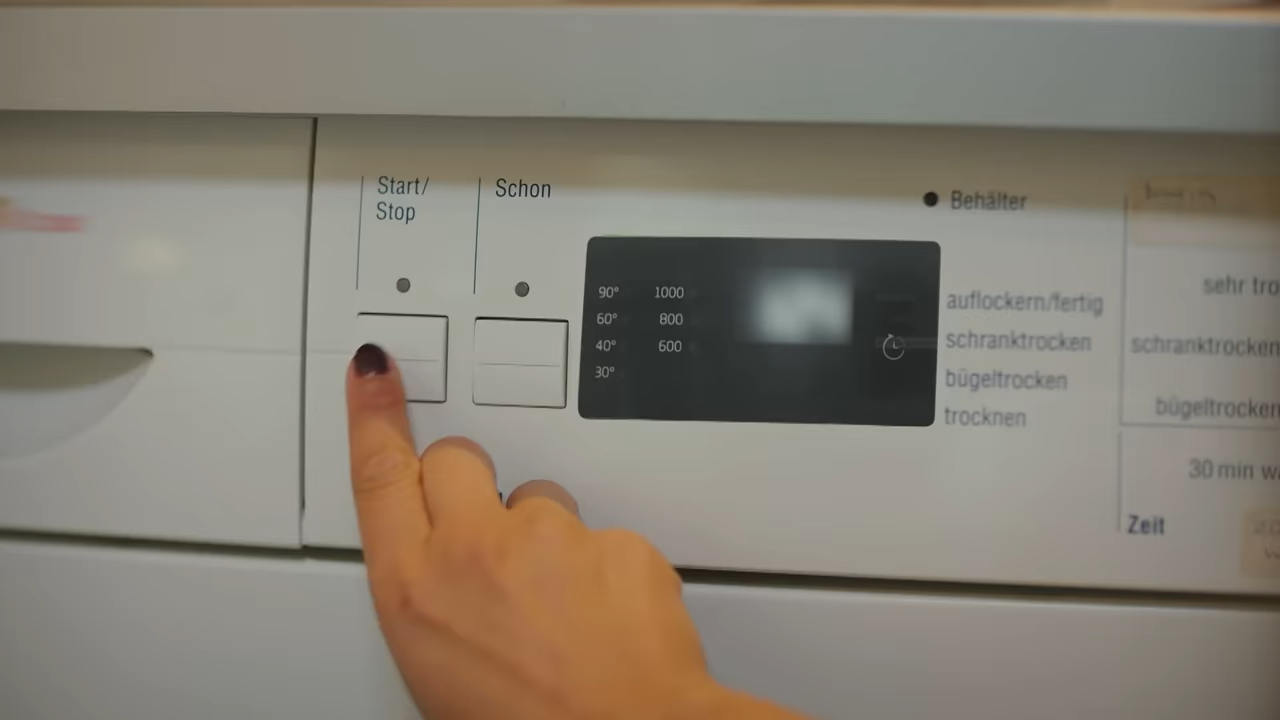 Start/
Stop
Schon
90°
60°
40°
30°
1000
800
600
Behälter
auflockern/fertig
schranktrocken
bügeltrocken
trocknen
sehr tro
schranktrocken
bügeltrocken
30 min
Zeit